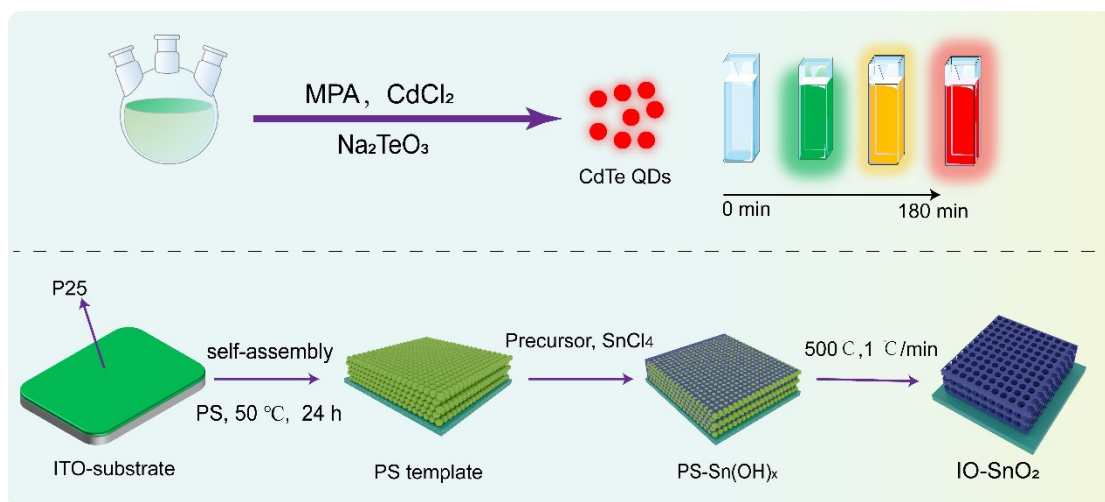 MPA, CdCl₂
Na₂TeO₃
CdTe QDs
0 min
180 min
P25
self-assembly
PS, 50 ℃, 24 h
ITO-substrate
PS template
Precursor, SnCl₄
PS-Sn(OH)ₓ
500℃,1 ℃/min
IO-SnO₂